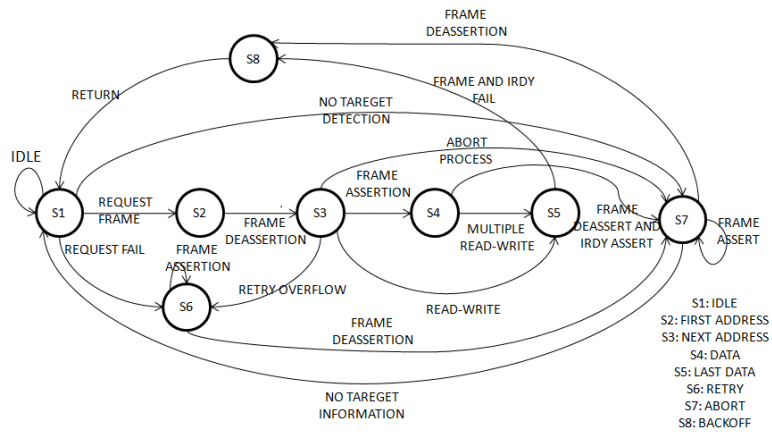 FRAME
DEASSERTION
S8
FRAME AND IRDY
FAIL
RETURN
NO TAREGET
DETECTION
ABORT
PROCESS
IDLE
FRAME
ASSERTION
REQUEST
FRAME
S1
S2
S3
S4
S5
S7
FRAME
DEASSERTION
MULTIPLE
READ-WRITE
FRAME
DEASSERT AND
IRDY ASSERT
FRAME
ASSERT
REQUEST FAIL
FRAME
ASSERTION
RETRY OVERFLOW
S6
READ-WRITE
FRAME
DEASSERTION
NO TAREGET
INFORMATION
S1: IDLE
S2: FIRST ADDRESS
S3: NEXT ADDRESS
S4: DATA
S5: LAST DATA
S6: RETRY
S7: ABORT
S8: BACKOFF